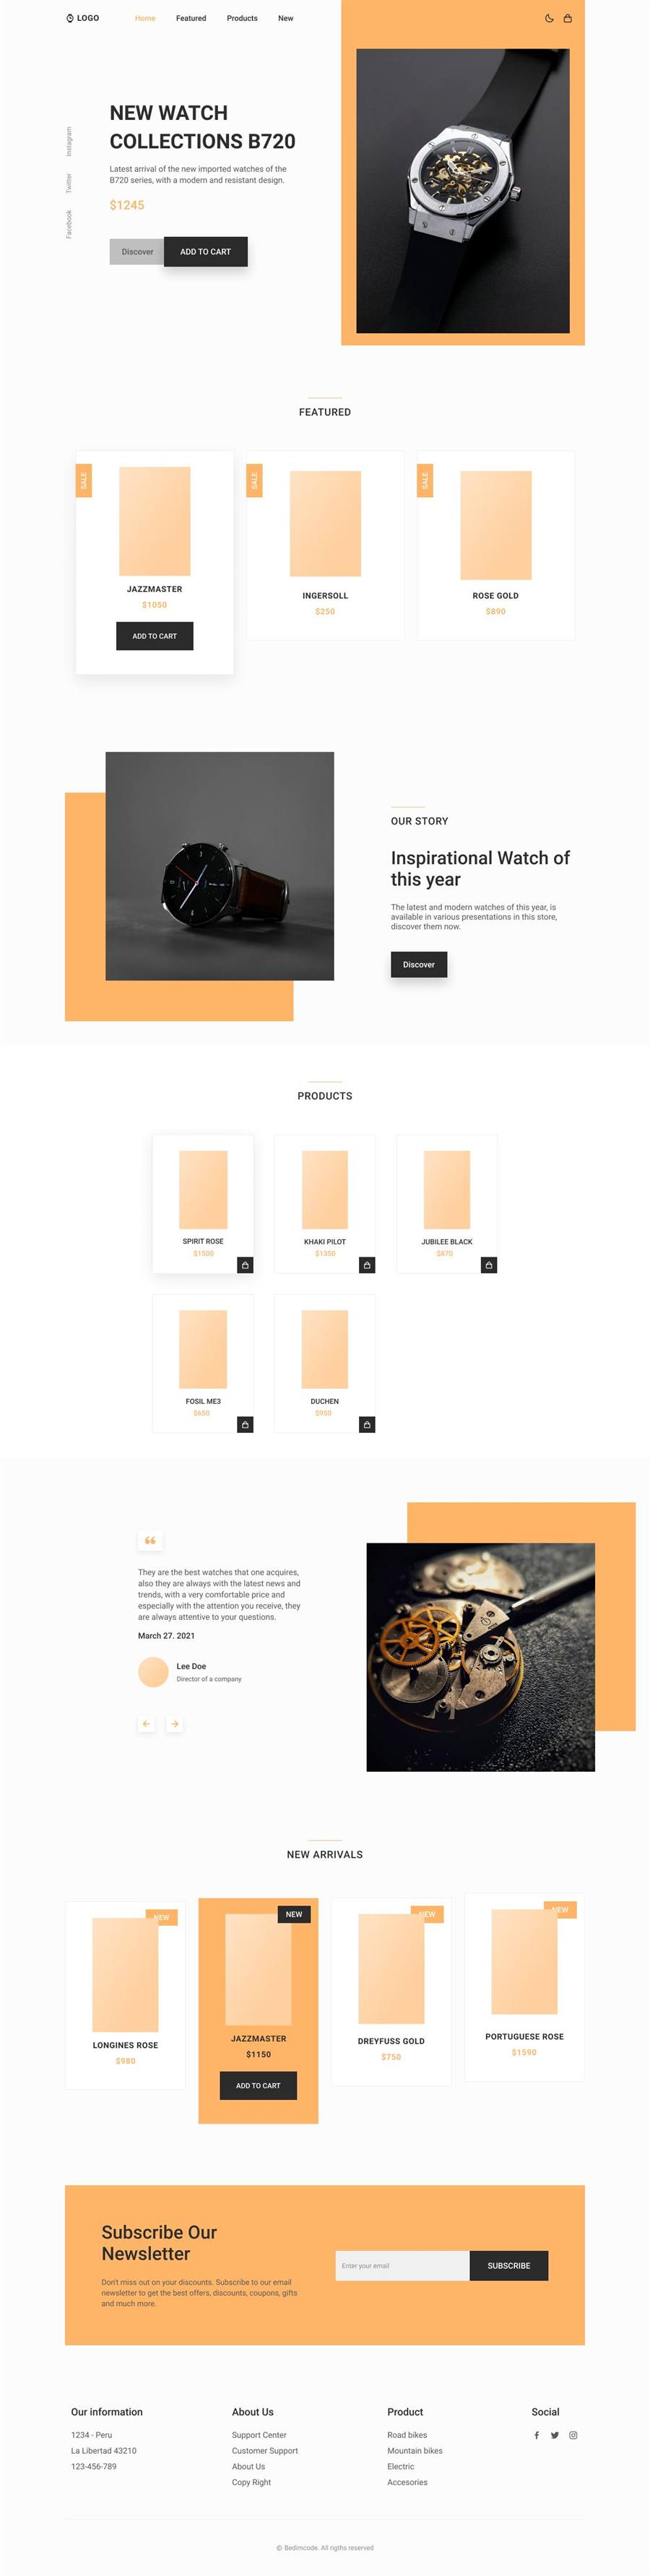 LOGO
Home
Featured
Products
New
Instagram
Twitter
Facebook
NEW WATCH
COLLECTIONS B720
Latest arrival of the new imported watches of the
B720 series, with a modern and resistant design.
$1245
Discover
ADD TO CART
FEATURED
SALE
JAZZMASTER
$1050
ADD TO CART
SALE
INGERSOLL
$250
SALE
ROSE GOLD
$890
OUR STORY
Inspirational Watch of
this year
The latest and modern watches of this year, is
available in various presentations in this store,
discover them now.
Discover
PRODUCTS
SPIRIT ROSE
$1500
KHAKI PILOT
$1350
JUBILEE BLACK
$870
FOSIL ME3
$650
DUCHEN
$950
They are the best watches that one acquires,
also they are always with the latest news and
trends, with a very comfortable price and
especially with the attention you receive, they
are always attentive to your questions.
March 27. 2021
Lee Doe
Director of a company
NEW ARRIVALS
NEW
LONGINES ROSE
$980
NEW
JAZZMASTER
$1150
ADD TO CART
NEW
DREYFUSS GOLD
$750
NEW
PORTUGUESE ROSE
$1590
Subscribe Our
Newsletter
Don't miss out on your discounts. Subscribe to our email
newsletter to get the best offers, discounts, coupons, gifts
and much more.
Enter your email
SUBSCRIBE
Our information
1234 - Peru
La Libertad 43210
123-456-789
About Us
Support Center
Customer Support
About Us
Copy Right
Product
Road bikes
Mountain bikes
Electric
Accesories
Social
© Bedimcode. All rigths reserved